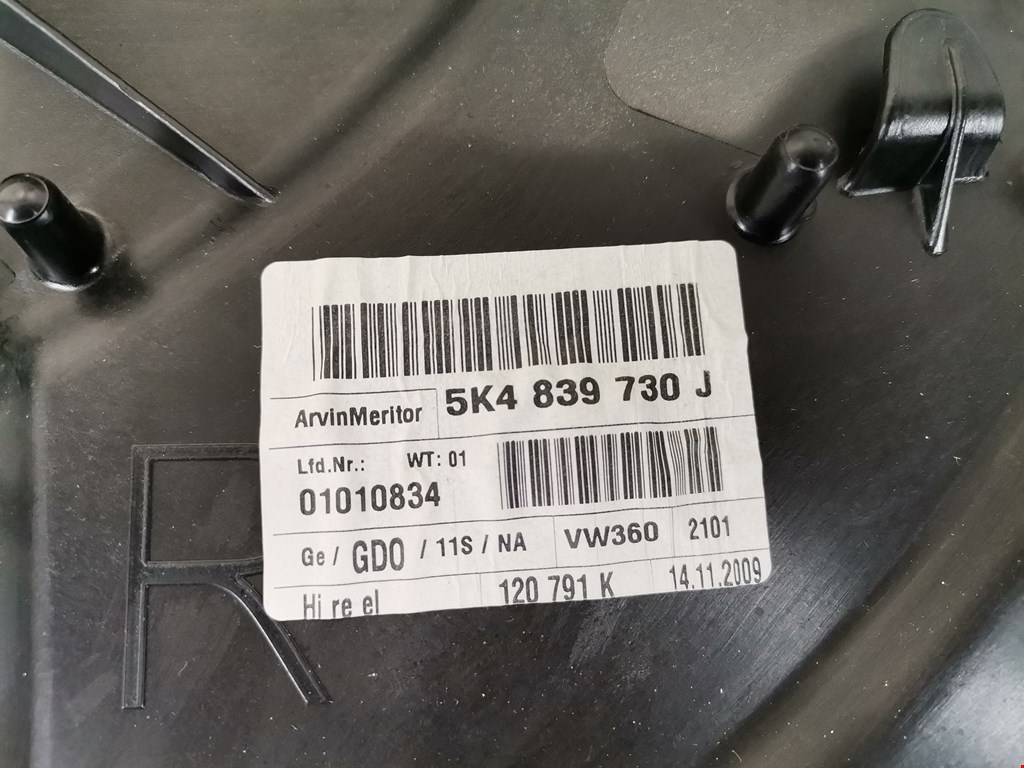 ArvinMeritor 5K4 839 730 J
Lfd.Nr.: WT: 01
01010834
Ge / GDO / 11S / NA VW360 2101
Hi re el 120 791 K 14.11.2009
R